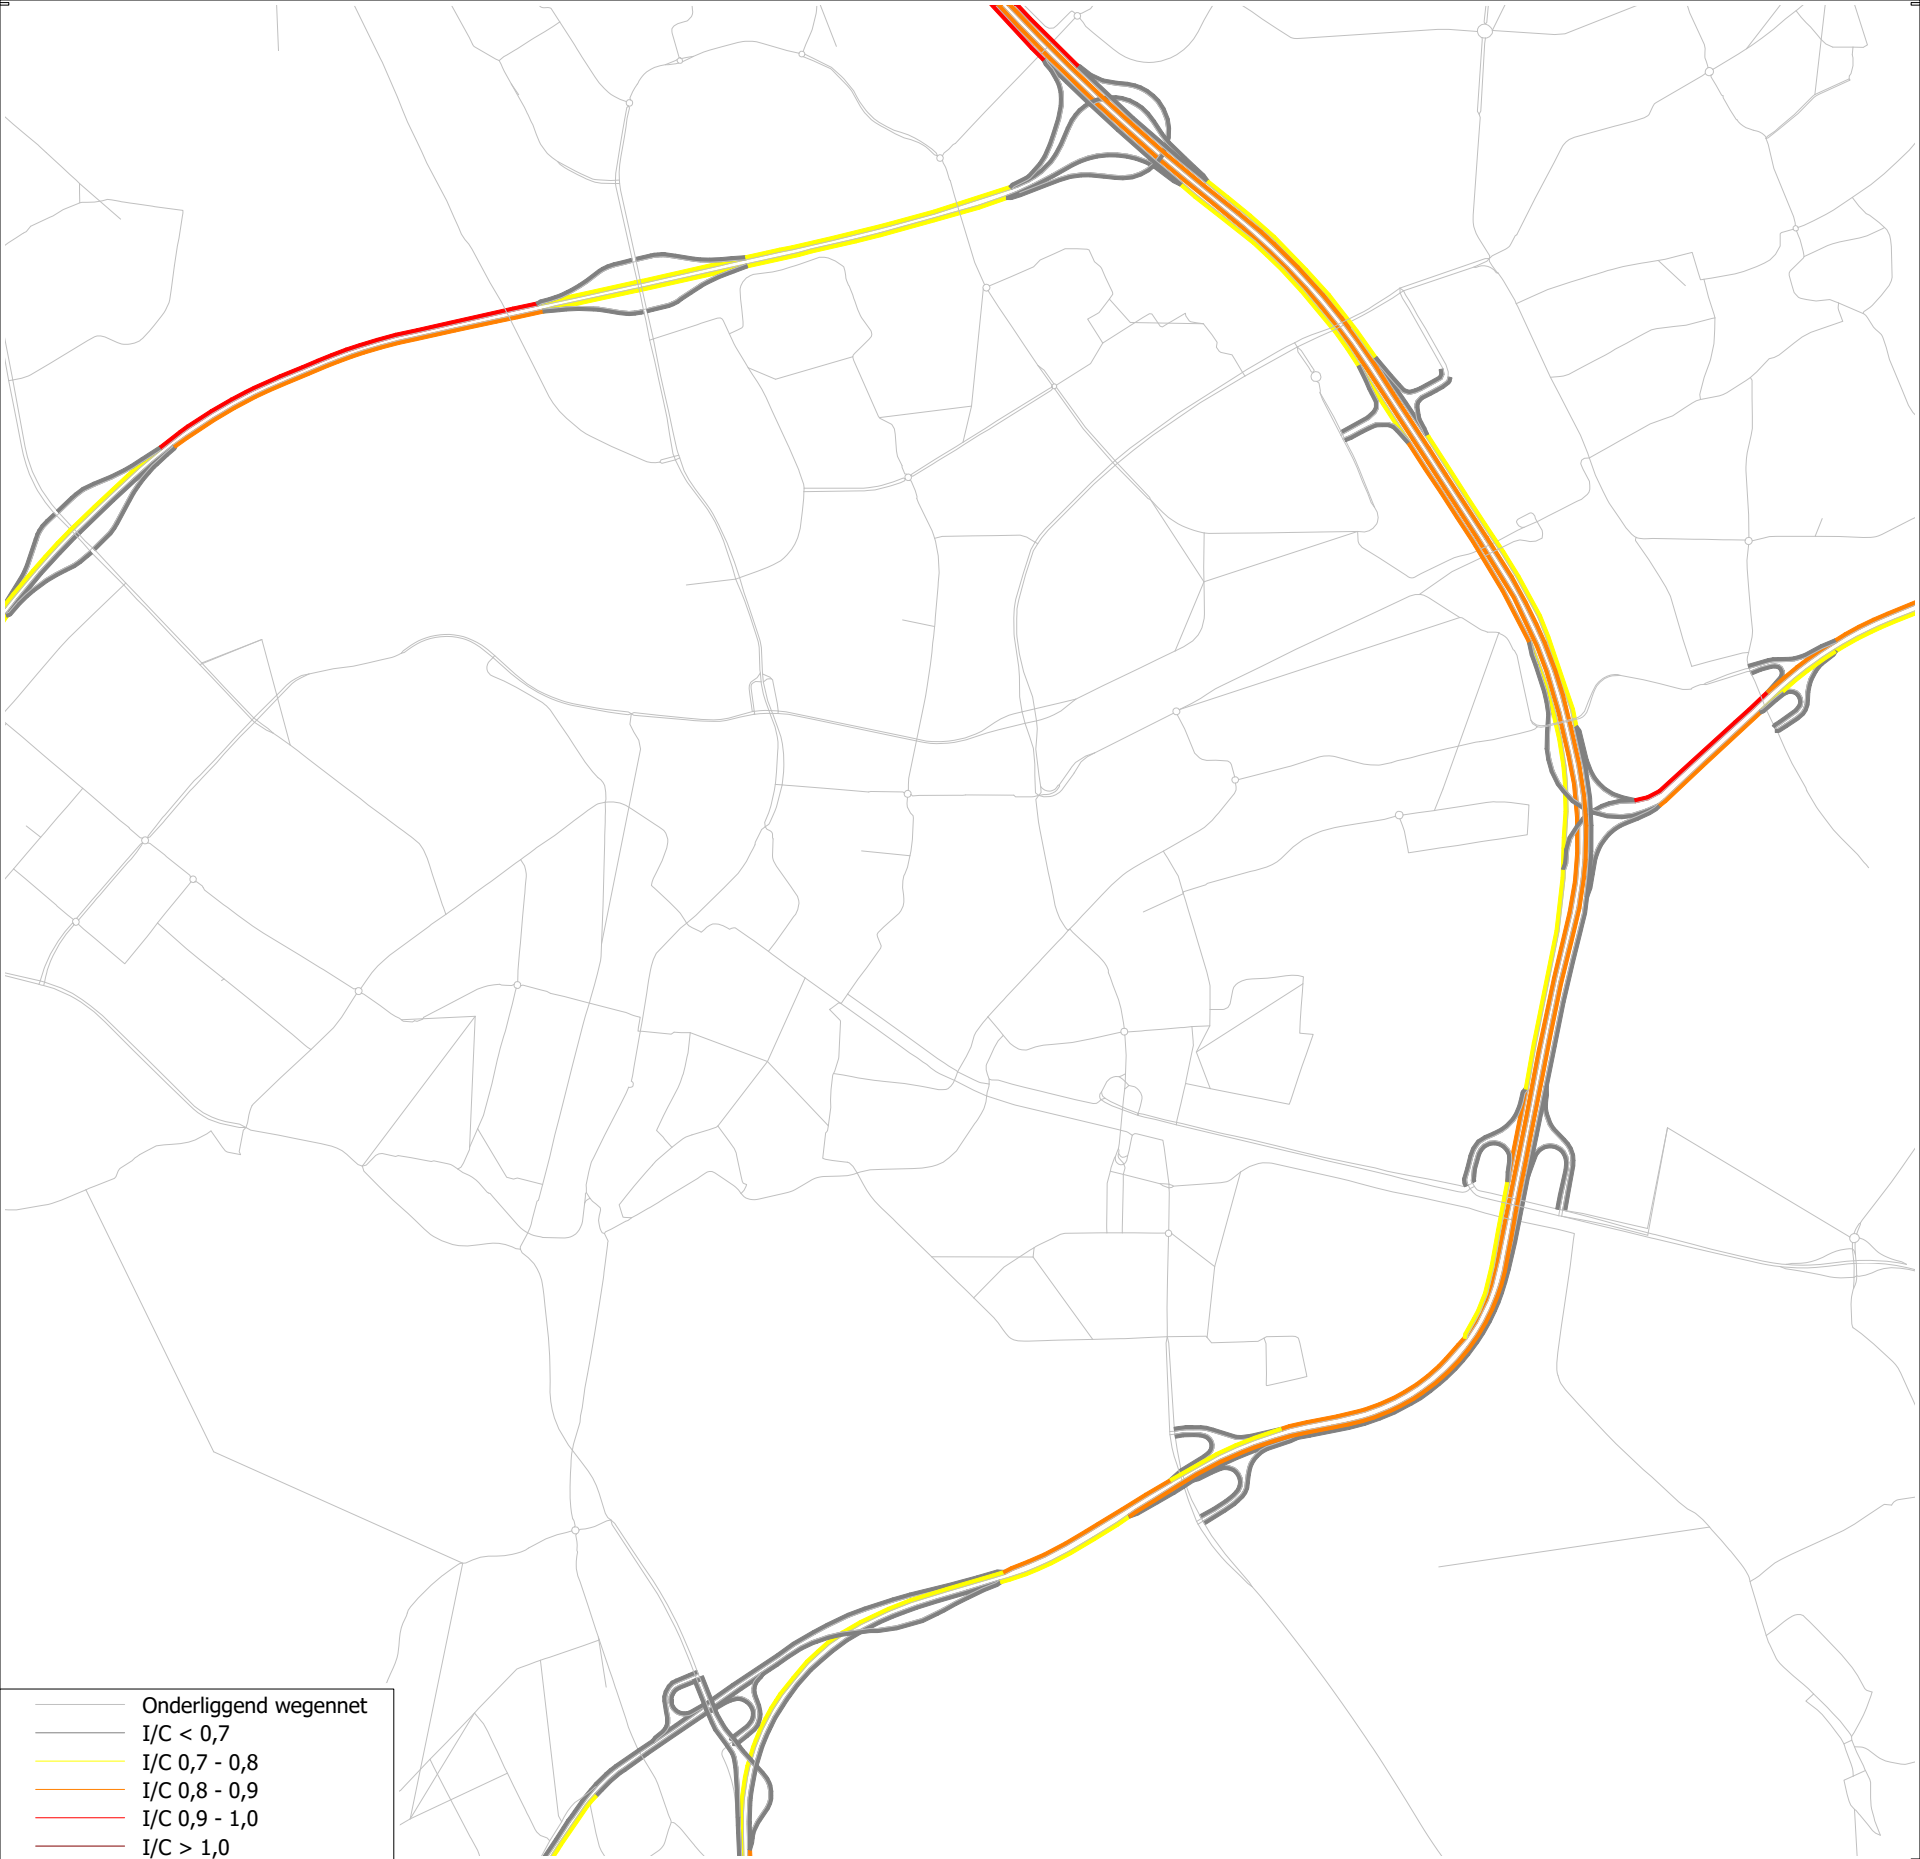 Onderliggend wegennet
I/C < 0,7
I/C 0,7 - 0,8
I/C 0,8 - 0,9
I/C 0,9 - 1,0
I/C > 1,0